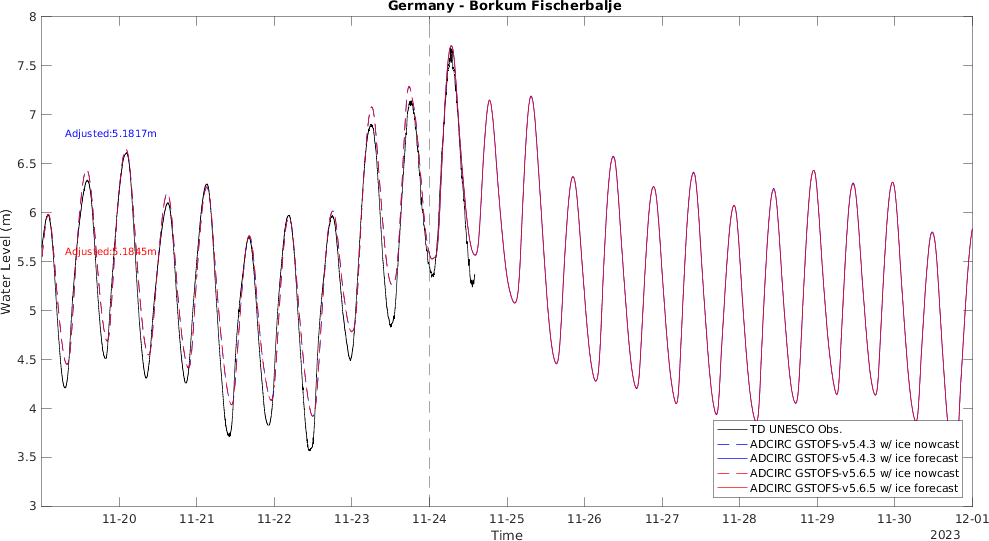 Germany - Borkum Fischerbalje
8
7.5
7
6.5
6
5.5
5
4.5
4
3.5
3
Water Level (m)
Adjusted:5.1817m
Adjusted:5.1845m
TD UNESCO Obs.
ADCIRC GSTOFS-v5.4.3 w/ ice nowcast
ADCIRC GSTOFS-v5.4.3 w/ ice forecast
ADCIRC GSTOFS-v5.6.5 w/ ice nowcast
ADCIRC GSTOFS-v5.6.5 w/ ice forecast
11-20 11-21 11-22 11-23 11-24 11-25 11-26 11-27 11-28 11-29 11-30 12-01
Time
2023